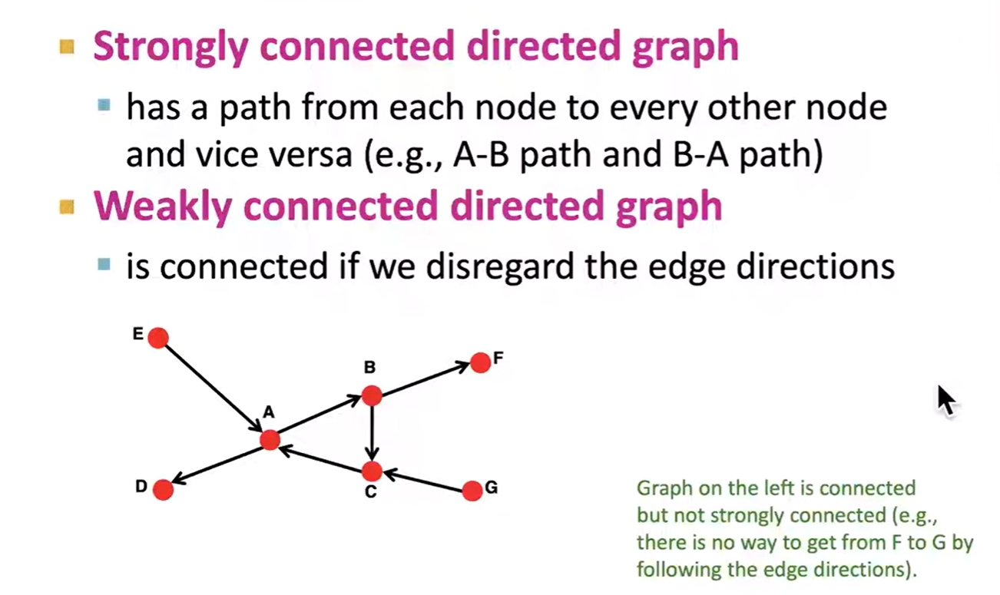 Strongly connected directed graph
has a path from each node to every other node
and vice versa (e.g., A-B path and B-A path)
Weakly connected directed graph
is connected if we disregard the edge directions
E
B
F
A
D
C
G
Graph on the left is connected
but not strongly connected (e.g.,
there is no way to get from F to G by
following the edge directions).